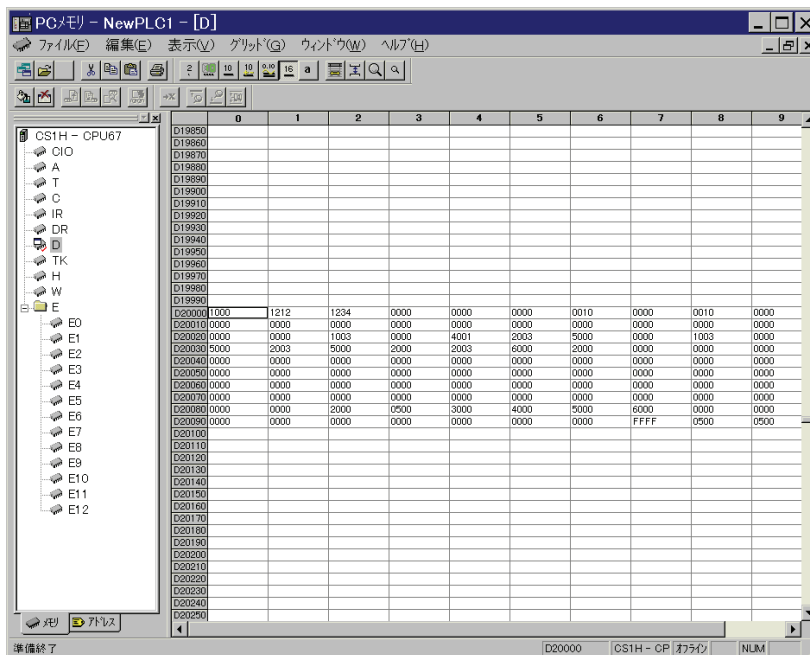 PCﾒﾓﾘ - NewPLC1 - [D]
ﾌｧｲﾙ(F) 編集(E) 表示(V) ｸﾞﾘｯﾄﾞ(G) ｳｨﾝﾄﾞｳ(W) ﾍﾙﾌﾟ(H)
2 10 10 0.10 16 a
CS1H - CPU67
CIO
A
T
C
IR
DR
D
TK
H
W
E
E0
E1
E2
E3
E4
E5
E6
E7
E8
E9
E10
E11
E12
ﾒﾓﾘ ｱﾄﾞﾚｽ
0 1 2 3 4 5 6 7 8 9
D19850
D19860
D19870
D19880
D19890
D19900
D19910
D19920
D19930
D19940
D19950
D19960
D19970
D19980
D19990
D20000 1000 1212 1234 0000 0000 0000 0010 0000 0010 0000
D20010 0000 0000 0000 0000 0000 0000 0000 0000 0000 0000
D20020 0000 0000 1003 0000 4001 2003 5000 0000 1003 0000
D20030 5000 2003 5000 2000 2003 6000 2000 0000 0000 0000
D20040 0000 0000 0000 0000 0000 0000 0000 0000 0000 0000
D20050 0000 0000 0000 0000 0000 0000 0000 0000 0000 0000
D20060 0000 0000 0000 0000 0000 0000 0000 0000 0000 0000
D20070 0000 0000 0000 0000 0000 0000 0000 0000 0000 0000
D20080 0000 0000 2000 0500 3000 4000 5000 6000 0000 0000
D20090 0000 0000 0000 0000 0000 0000 0000 FFFF 0500 0500
D20100
D20110
D20120
D20130
D20140
D20150
D20160
D20170
D20180
D20190
D20200
D20210
D20220
D20230
D20240
D20250
準備終了 D20000 CS1H - CP ｵﾌﾗｲﾝ NUM